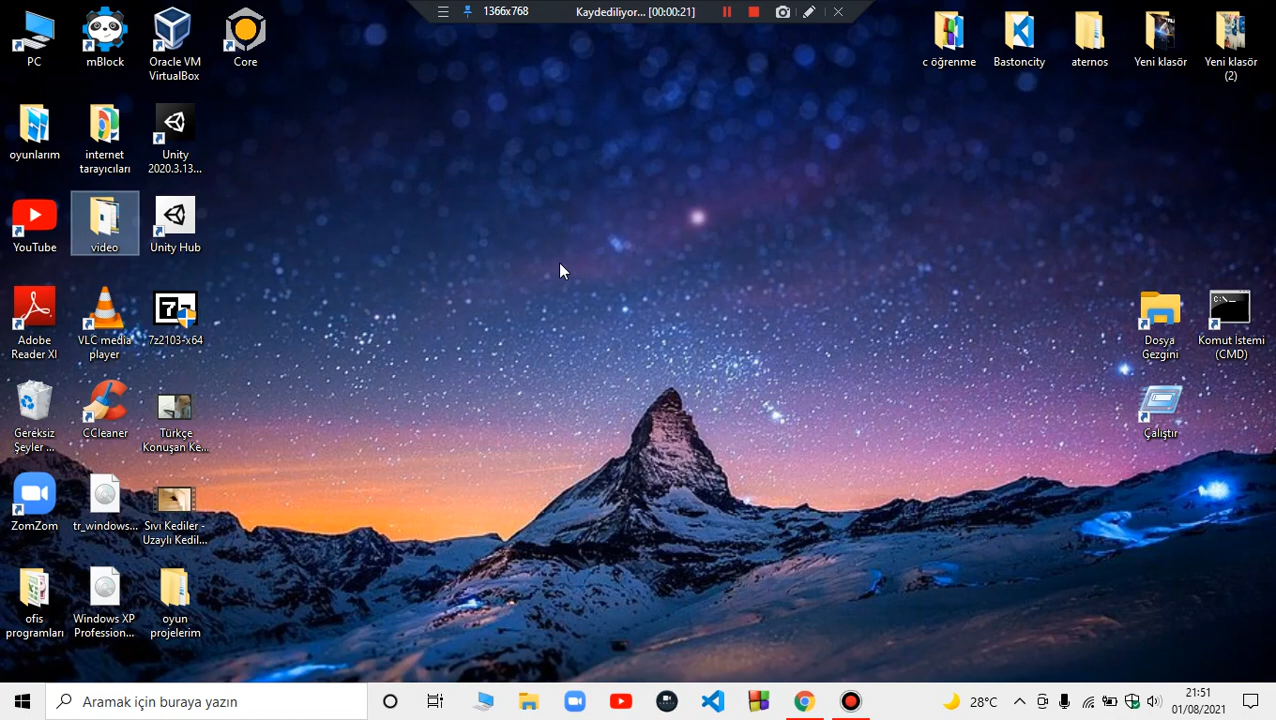 1366x768
Kaydediliyor... [00:00:21]
PC
mBlock
Oracle VM
VirtualBox
Core
c öğrenme
Bastoncity
aternos
Yeni klasör
Yeni klasör
(2)
oyunlarım
internet
tarayıcıları
Unity
2020.3.13...
YouTube
video
Unity Hub
Adobe
Reader XI
VLC media
player
7z2103-x64
Dosya
Gezgini
C:\_
Komut İstemi
(CMD)
Gereksiz
Şeyler ...
CCleaner
Türkçe
Konuşan Ke...
Çalıştır
ZomZom
tr_windows...
Sıvı Kediler -
Uzaylı Kedil...
ofis
programları
Windows XP
Profession...
oyun
projelerim
Aramak için buraya yazın
28°C
21:51
01/08/2021